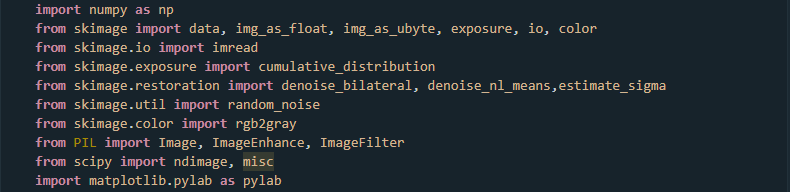 import numpy as np
from skimage import data, img_as_float, img_as_ubyte, exposure, io, color
from skimage.io import imread
from skimage.exposure import cumulative_distribution
from skimage.restoration import denoise_bilateral, denoise_nl_means,estimate_sigma
from skimage.util import random_noise
from skimage.color import rgb2gray
from PIL import Image, ImageEnhance, ImageFilter
from scipy import ndimage, misc
import matplotlib.pylab as pylab